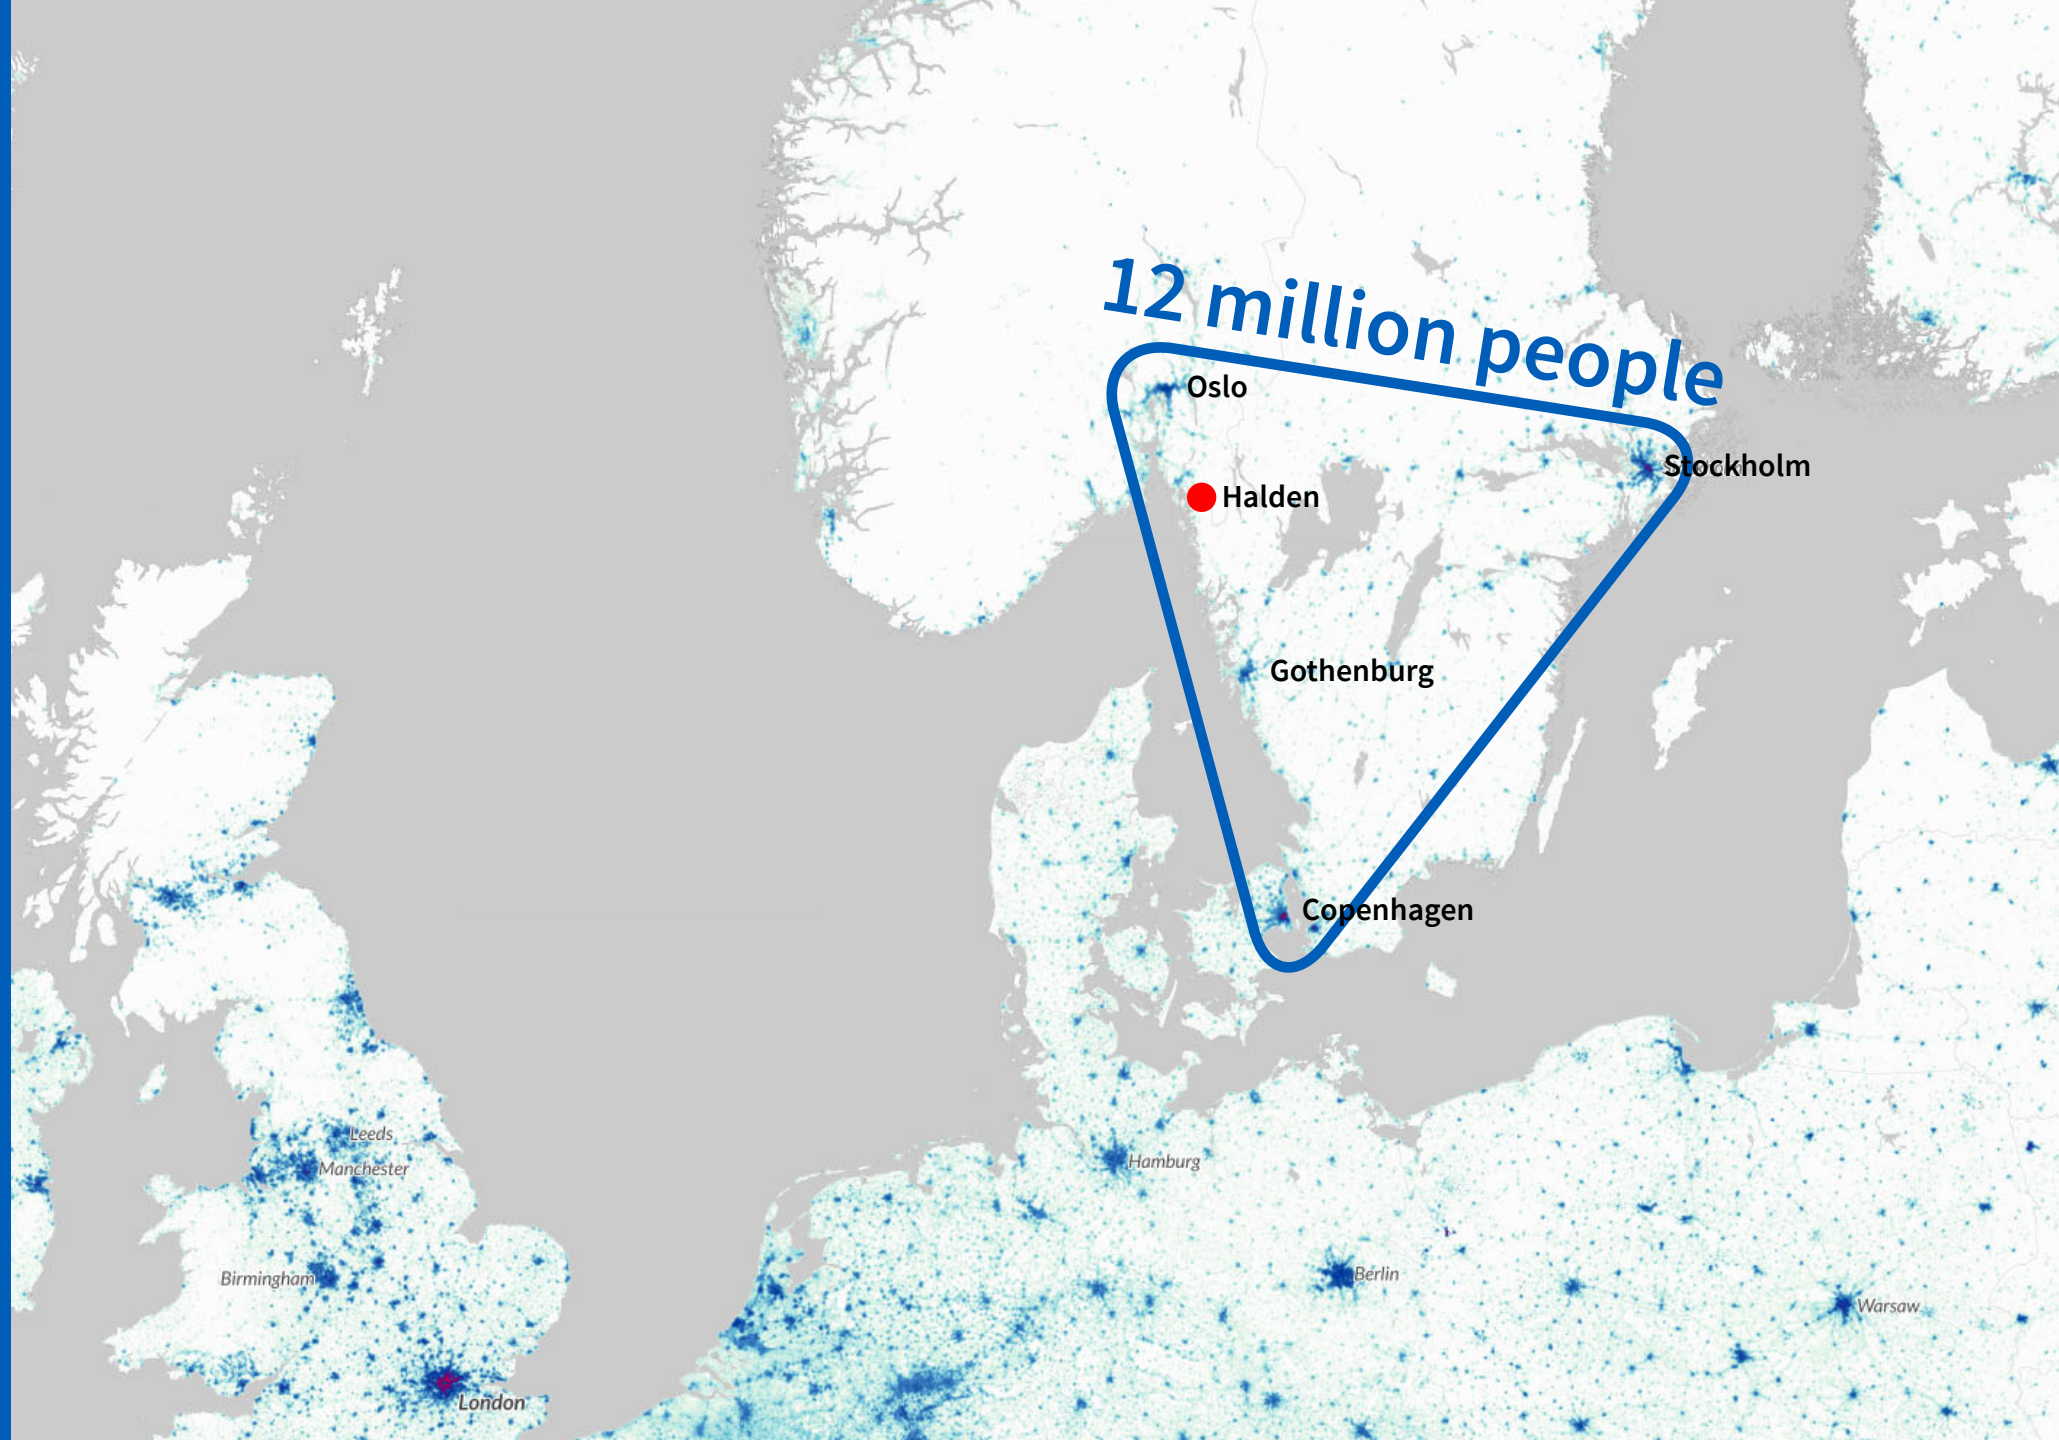 12 million people
Oslo
Stockholm
Halden
Gothenburg
Copenhagen
Leeds
Manchester
Hamburg
Birmingham
Berlin
Warsaw
London